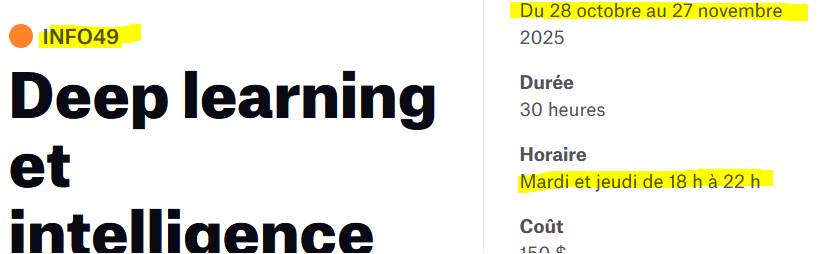 INFO49
Deep learning
et
intelligence
Du 28 octobre au 27 novembre
2025
Durée
30 heures
Horaire
Mardi et jeudi de 18 h à 22 h
Coût
150 $